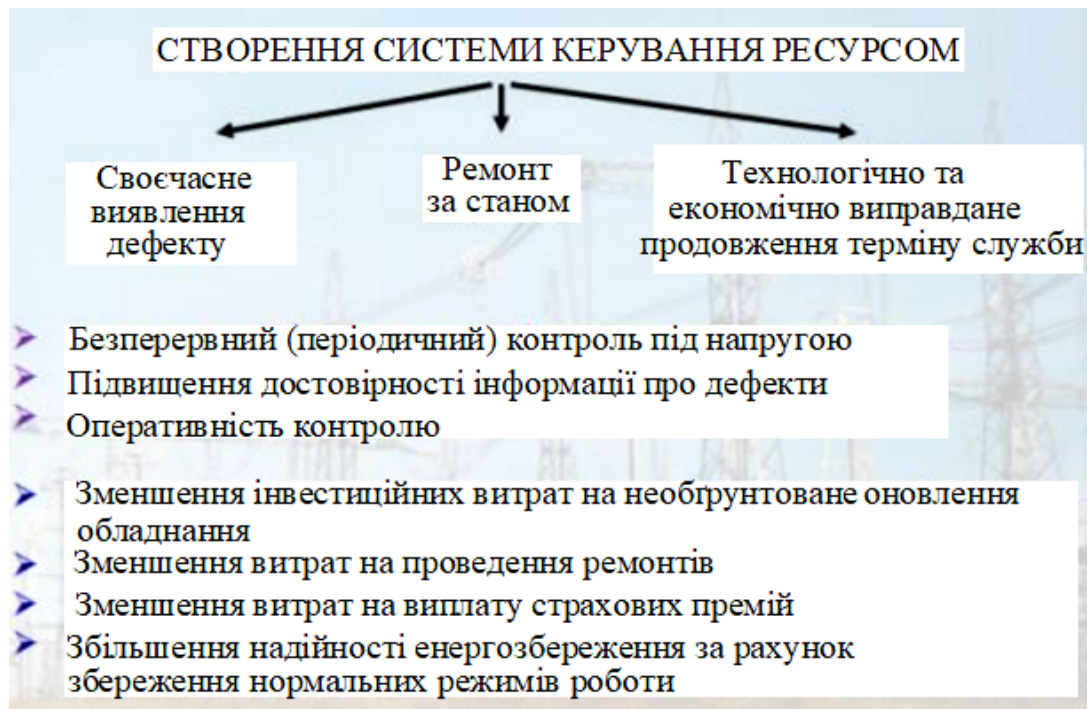 СТВОРЕННЯ СИСТЕМИ КЕРУВАННЯ РЕСУРСОМ
Своєчасне
виявлення
дефекту
Ремонт
за станом
Технологічно та
економічно виправдане
продовження терміну служби
Безперервний (періодичний) контроль під напругою
Підвищення достовірності інформації про дефекти
Оперативність контролю
Зменшення інвестиційних витрат на необґрунтоване оновлення
обладнання
Зменшення витрат на проведення ремонтів
Зменшення витрат на виплату страхових премій
Збільшення надійності енергозбереження за рахунок
збереження нормальних режимів роботи